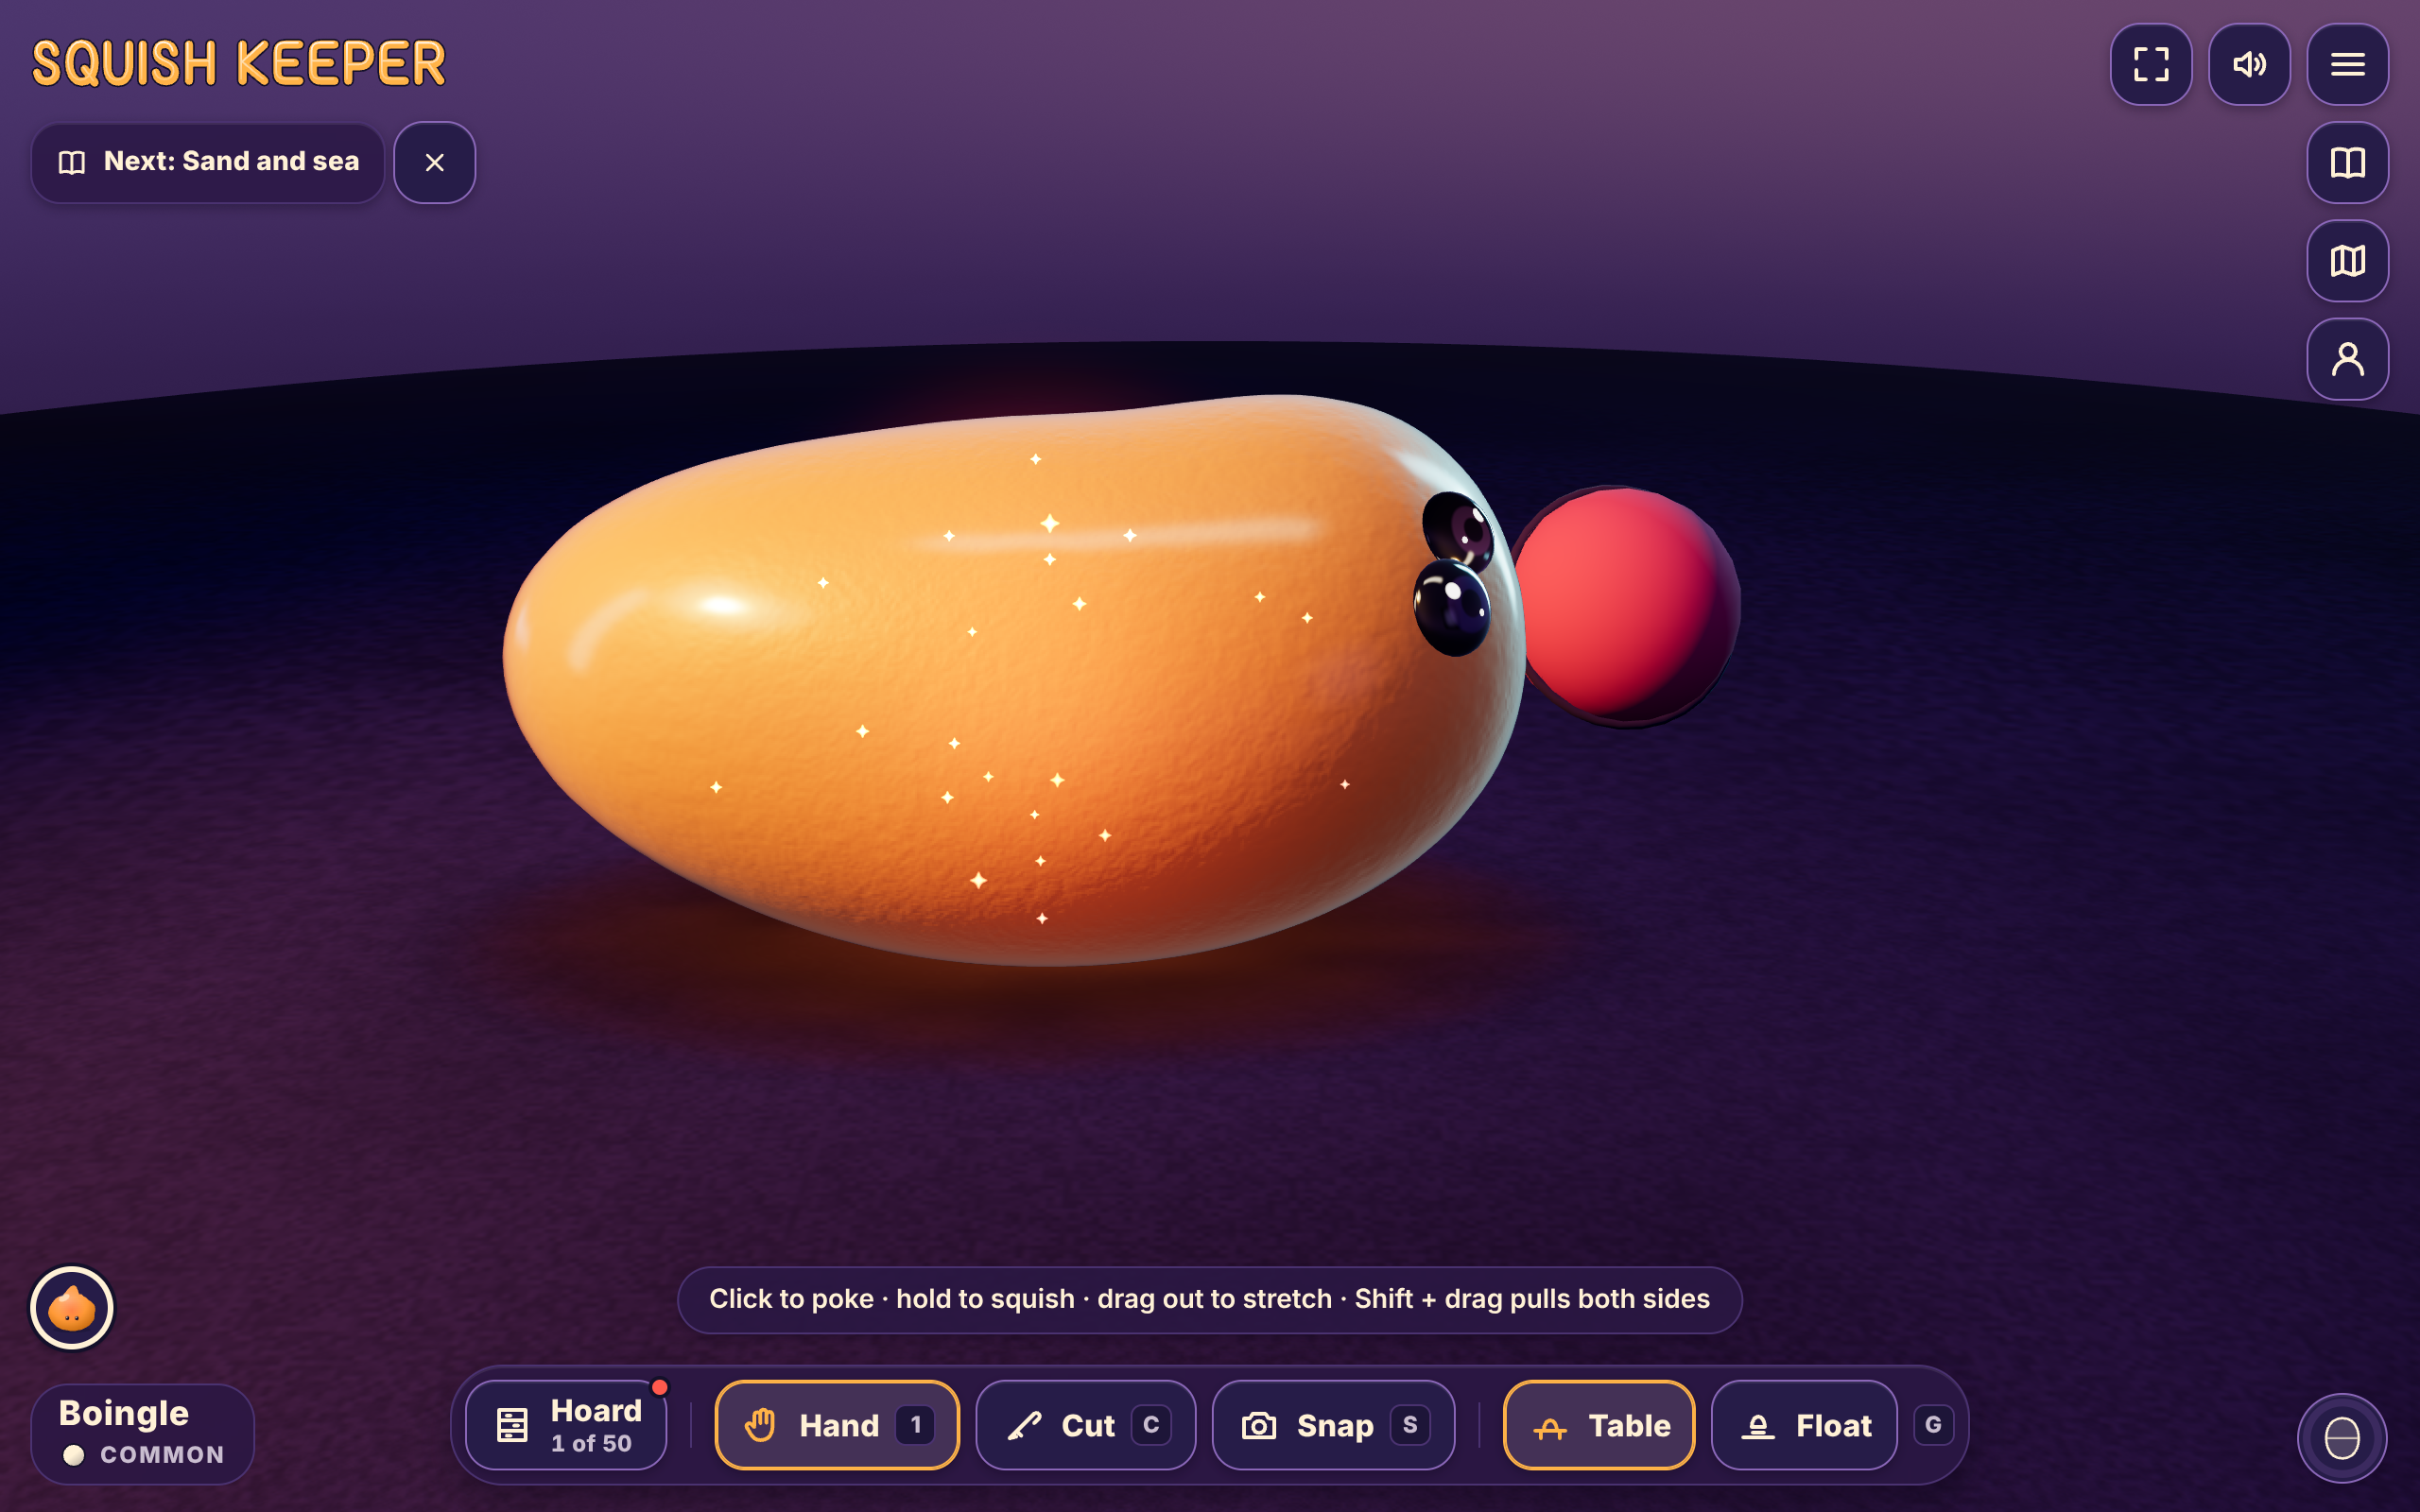 SQUISH KEEPER
Next: Sand and sea
Click to poke · hold to squish · drag out to stretch · Shift + drag pulls both sides
Boingle
COMMON
Hoard
1 of 50
Hand 1
Cut C
Snap S
Table
Float G